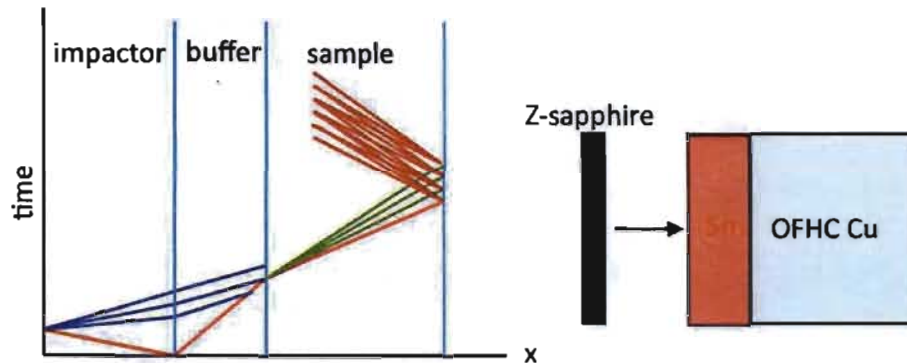 impactor
buffer
sample
time
x
Z-sapphire
Sm
OFHC Cu